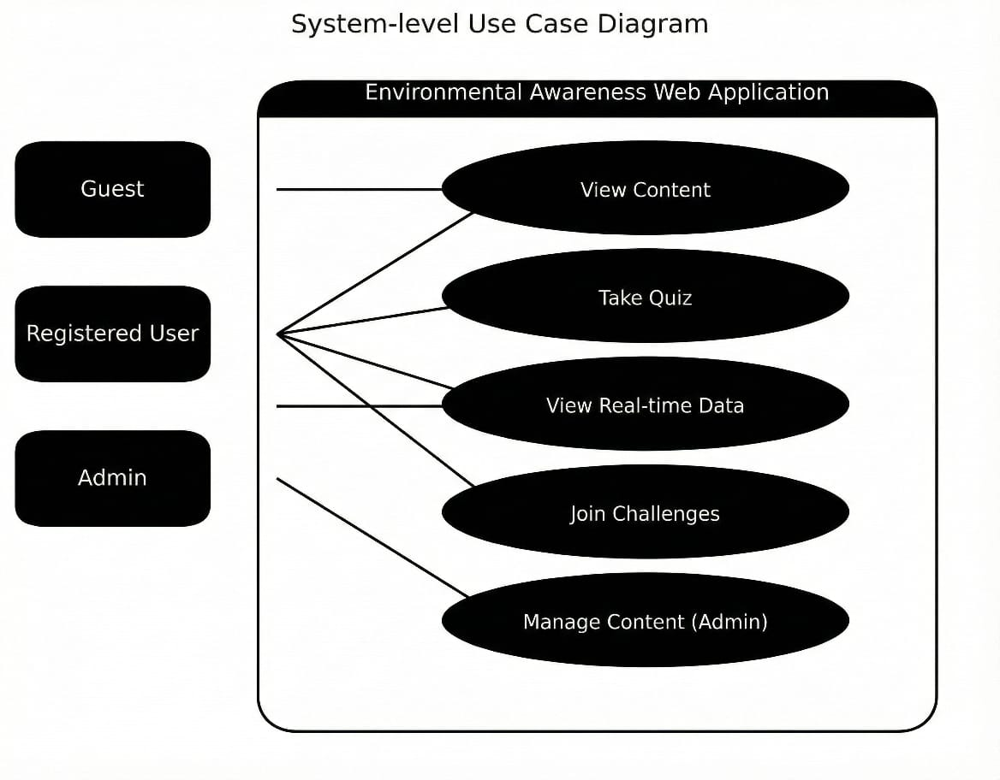 System-level Use Case Diagram
Environmental Awareness Web Application
Guest
View Content
Take Quiz
Registered User
View Real-time Data
Admin
Join Challenges
Manage Content (Admin)